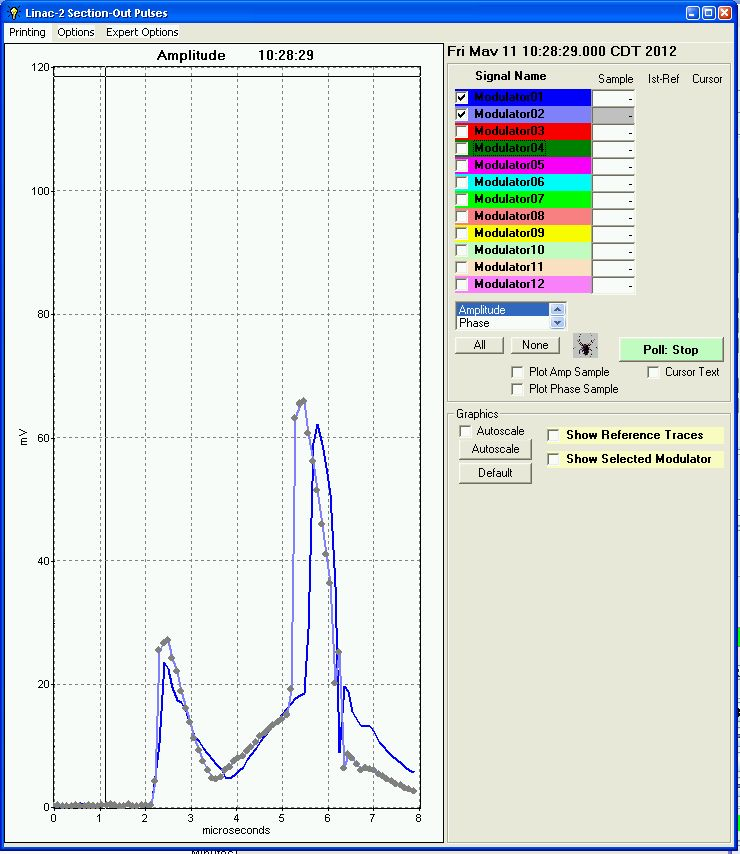 Linac-2 Section-Out Pulses
Printing Options Expert Options
Amplitude 10:28:29
Fri May 11 10:28:29.000 CDT 2012
Signal Name Sample Ist-Ref Cursor
Modulator01 -
Modulator02 -
Modulator03 -
Modulator04 -
Modulator05 -
Modulator06 -
Modulator07 -
Modulator08 -
Modulator09 -
Modulator10 -
Modulator11 -
Modulator12 -
Amplitude
Phase
All None Poll: Stop
Plot Amp Sample Cursor Text
Plot Phase Sample
Graphics
Autoscale Show Reference Traces
Autoscale
Show Selected Modulator
Default
120
100
80
60
40
20
0
mV
0 1 2 3 4 5 6 7 8
microseconds